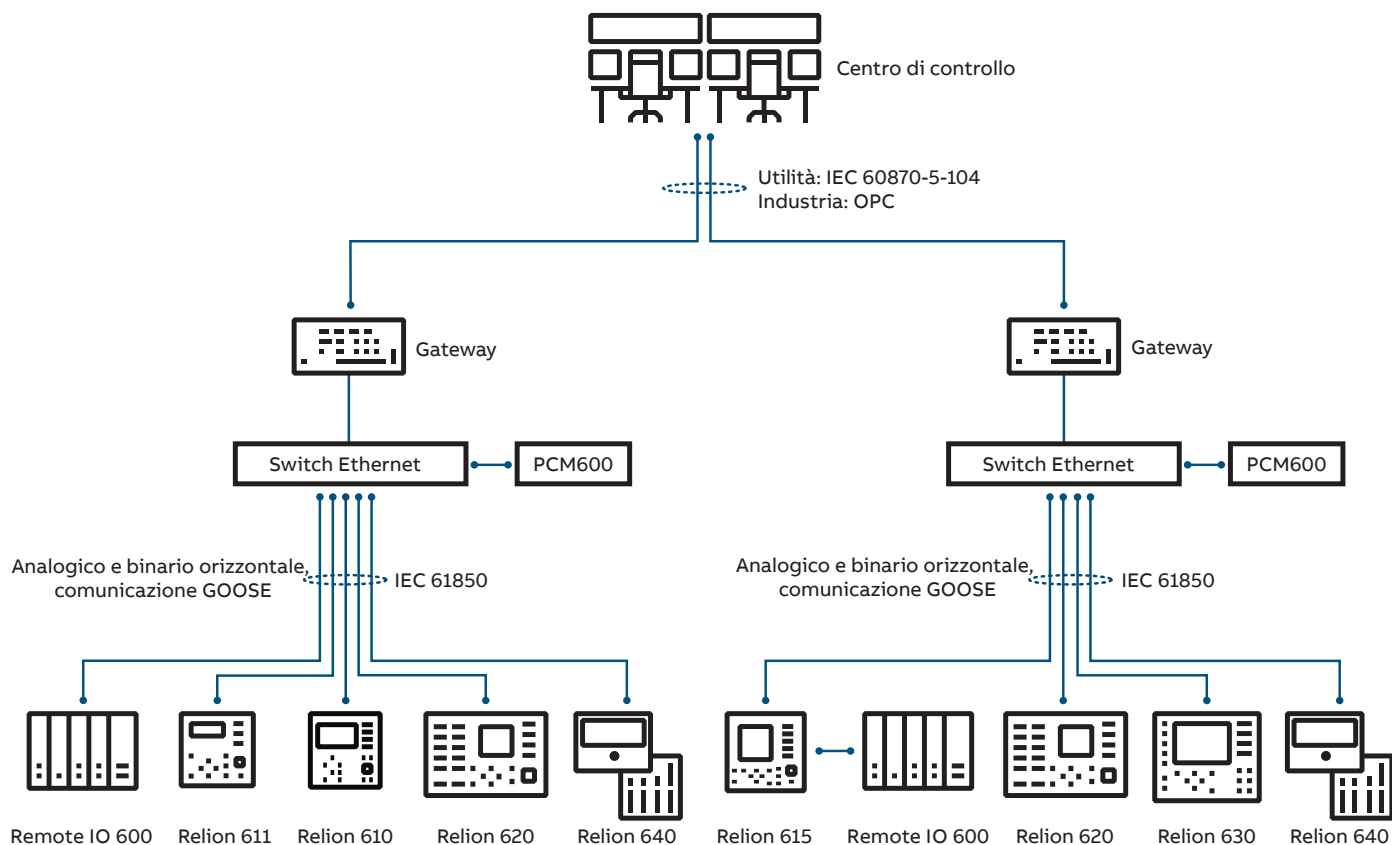 Centro di controllo
Utilità: IEC 60870-5-104
Industria: OPC
Gateway
Gateway
Switch Ethernet
PCM600
Switch Ethernet
PCM600
Analogico e binario orizzontale,
comunicazione GOOSE
IEC 61850
Analogico e binario orizzontale,
comunicazione GOOSE
IEC 61850
Remote IO 600
Relion 611
Relion 610
Relion 620
Relion 640
Relion 615
Remote IO 600
Relion 620
Relion 630
Relion 640